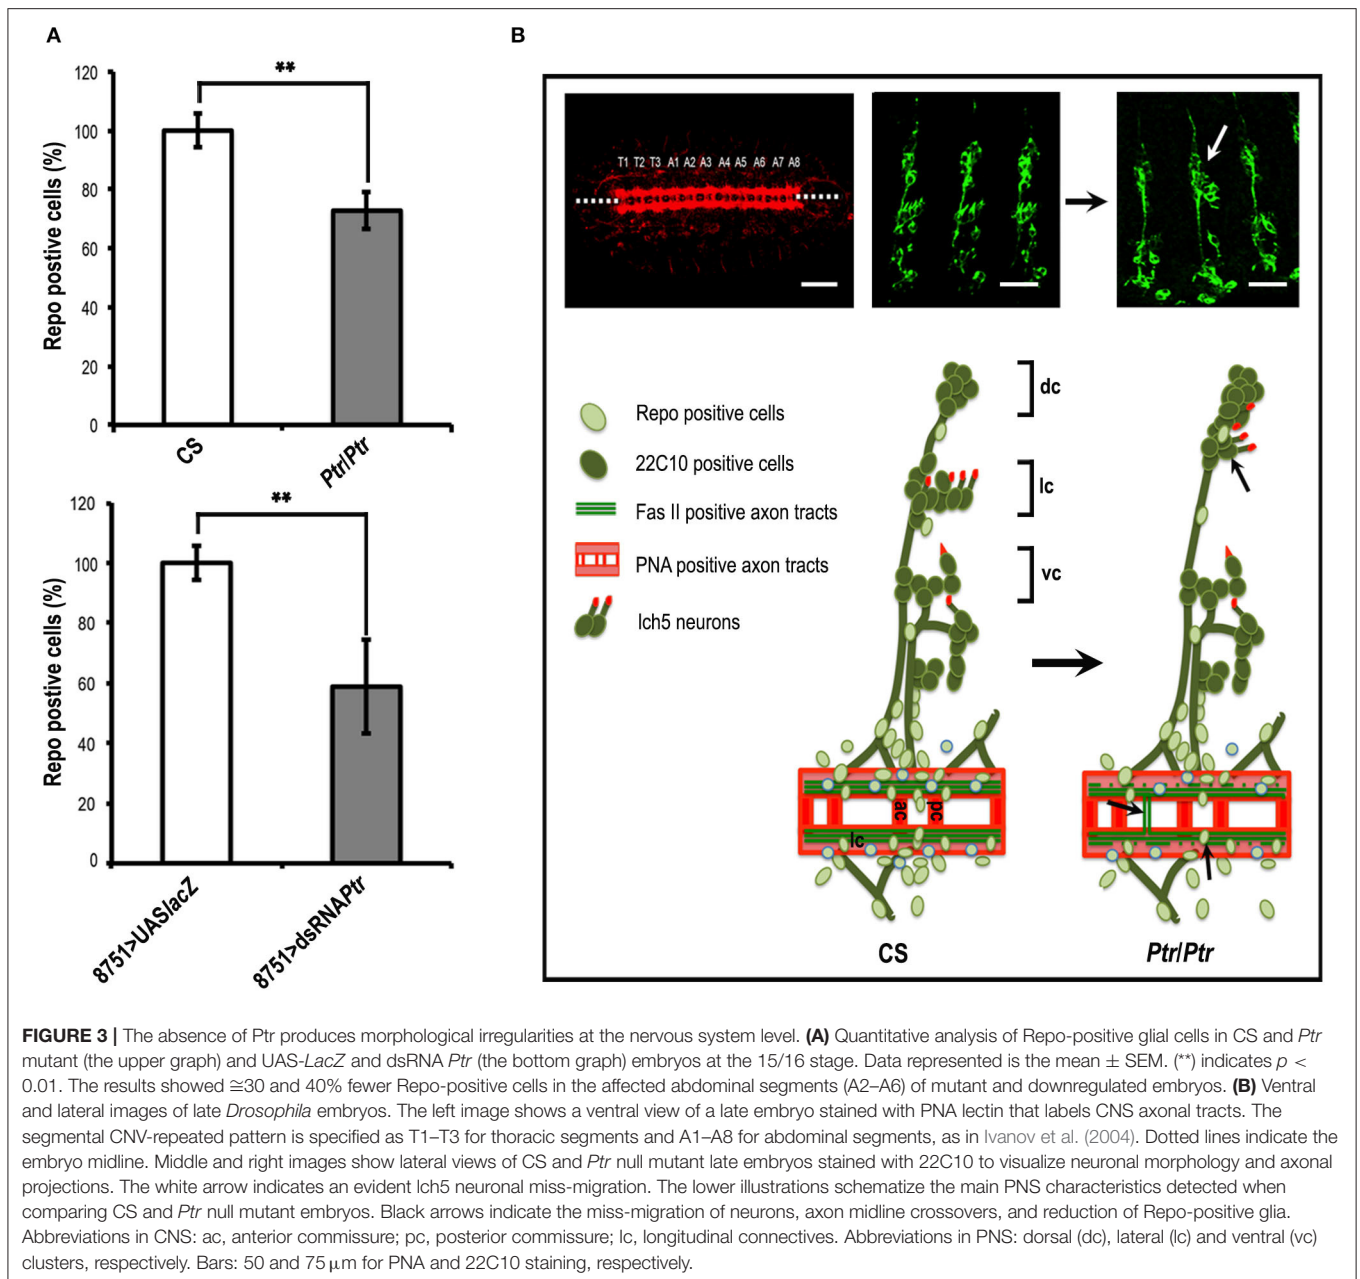 A
B
**
120
100
80
60
40
20
0
Repo postive cells (%)
CS
Ptr/Ptr
**
120
100
80
60
40
20
0
Repo postive cells (%)
8751>UASlacZ
8751>dsRNAPtr
T1 T2 T3 A1 A2 A3 A4 A5 A6 A7 A8
Repo positive cells
22C10 positive cells
Fas II positive axon tracts
PNA positive axon tracts
lch5 neurons
dc
lc
vc
ac
pc
lc
CS
Ptr/Ptr
FIGURE 3 | The absence of Ptr produces morphological irregularities at the nervous system level. (A) Quantitative analysis of Repo-positive glial cells in CS and Ptr
mutant (the upper graph) and UAS-LacZ and dsRNA Ptr (the bottom graph) embryos at the 15/16 stage. Data represented is the mean ± SEM. (**) indicates p <
0.01. The results showed ≅30 and 40% fewer Repo-positive cells in the affected abdominal segments (A2–A6) of mutant and downregulated embryos. (B) Ventral
and lateral images of late Drosophila embryos. The left image shows a ventral view of a late embryo stained with PNA lectin that labels CNS axonal tracts. The
segmental CNV-repeated pattern is specified as T1–T3 for thoracic segments and A1–A8 for abdominal segments, as in Ivanov et al. (2004). Dotted lines indicate the
embryo midline. Middle and right images show lateral views of CS and Ptr null mutant late embryos stained with 22C10 to visualize neuronal morphology and axonal
projections. The white arrow indicates an evident lch5 neuronal miss-migration. The lower illustrations schematize the main PNS characteristics detected when
comparing CS and Ptr null mutant embryos. Black arrows indicate the miss-migration of neurons, axon midline crossovers, and reduction of Repo-positive glia.
Abbreviations in CNS: ac, anterior commissure; pc, posterior commissure; lc, longitudinal connectives. Abbreviations in PNS: dorsal (dc), lateral (lc) and ventral (vc)
clusters, respectively. Bars: 50 and 75 μm for PNA and 22C10 staining, respectively.